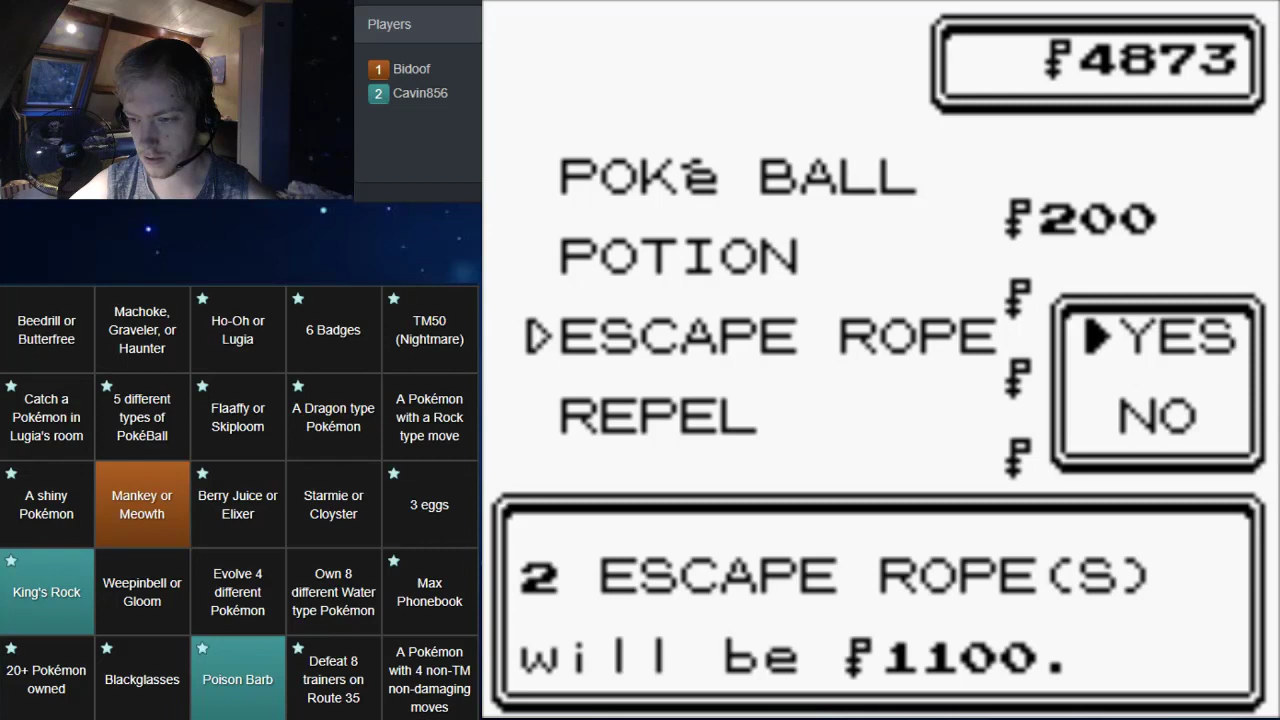 Players
1 Bidoof
2 Cavin856
Beedrill or
Butterfree
Machoke,
Graveler, or
Haunter
Ho-Oh or
Lugia
6 Badges
TM50
(Nightmare)
Catch a
Pokémon in
Lugia's room
5 different
types of
PokéBall
Flaaffy or
Skiploom
A Dragon type
Pokémon
A Pokémon
with a Rock
type move
A shiny
Pokémon
Mankey or
Meowth
Berry Juice or
Elixer
Starmie or
Cloyster
3 eggs
King's Rock
Weepinbell or
Gloom
Evolve 4
different
Pokémon
Own 8
different Water
type Pokémon
Max
Phonebook
20+ Pokémon
owned
Blackglasses
Poison Barb
Defeat 8
trainers on
Route 35
A Pokémon
with 4 non-TM
non-damaging
moves
₽4873
POKé BALL
₽200
POTION
₽
ESCAPE ROPE
₽
REPEL
₽
YES
NO
2 ESCAPE ROPE(S)
will be ₽1100.